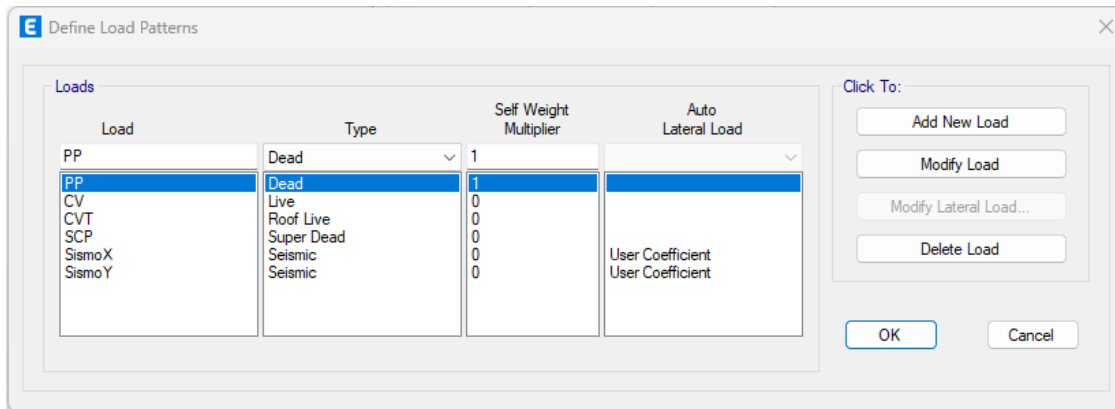 E Define Load Patterns
Loads
Load Type Self Weight Multiplier Auto Lateral Load
PP Dead 1
PP Dead 1
CV Live 0
CVT Roof Live 0
SCP Super Dead 0
SismoX Seismic 0 User Coefficient
SismoY Seismic 0 User Coefficient
Click To:
Add New Load
Modify Load
Modify Lateral Load...
Delete Load
OK Cancel